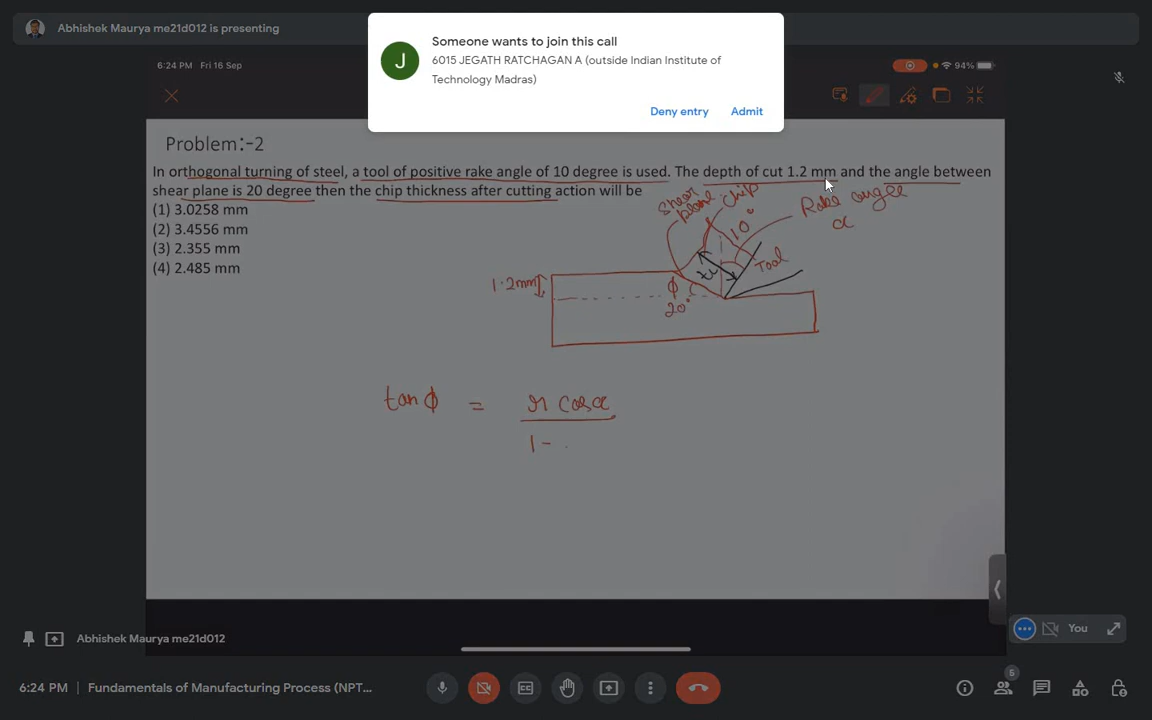 Abhishek Maurya me21d012 is presenting
Someone wants to join this call
J
6015 JEGATH RATCHAGAN A (outside Indian Institute of
Technology Madras)
Deny entry Admit
6:24 PM Fri 16 Sep
94%
Problem:-2
In orthogonal turning of steel, a tool of positive rake angle of 10 degree is used. The depth of cut 1.2 mm and the angle between
shear plane is 20 degree then the chip thickness after cutting action will be
(1) 3.0258 mm
(2) 3.4556 mm
(3) 2.355 mm
(4) 2.485 mm
shear
plane
chip
10°
Rake angle
α
Tool
1.2mm
tc
ϕ
20°
tanϕ = r cosα
1-
Abhishek Maurya me21d012
You
6:24 PM | Fundamentals of Manufacturing Process (NPT...
CC
5